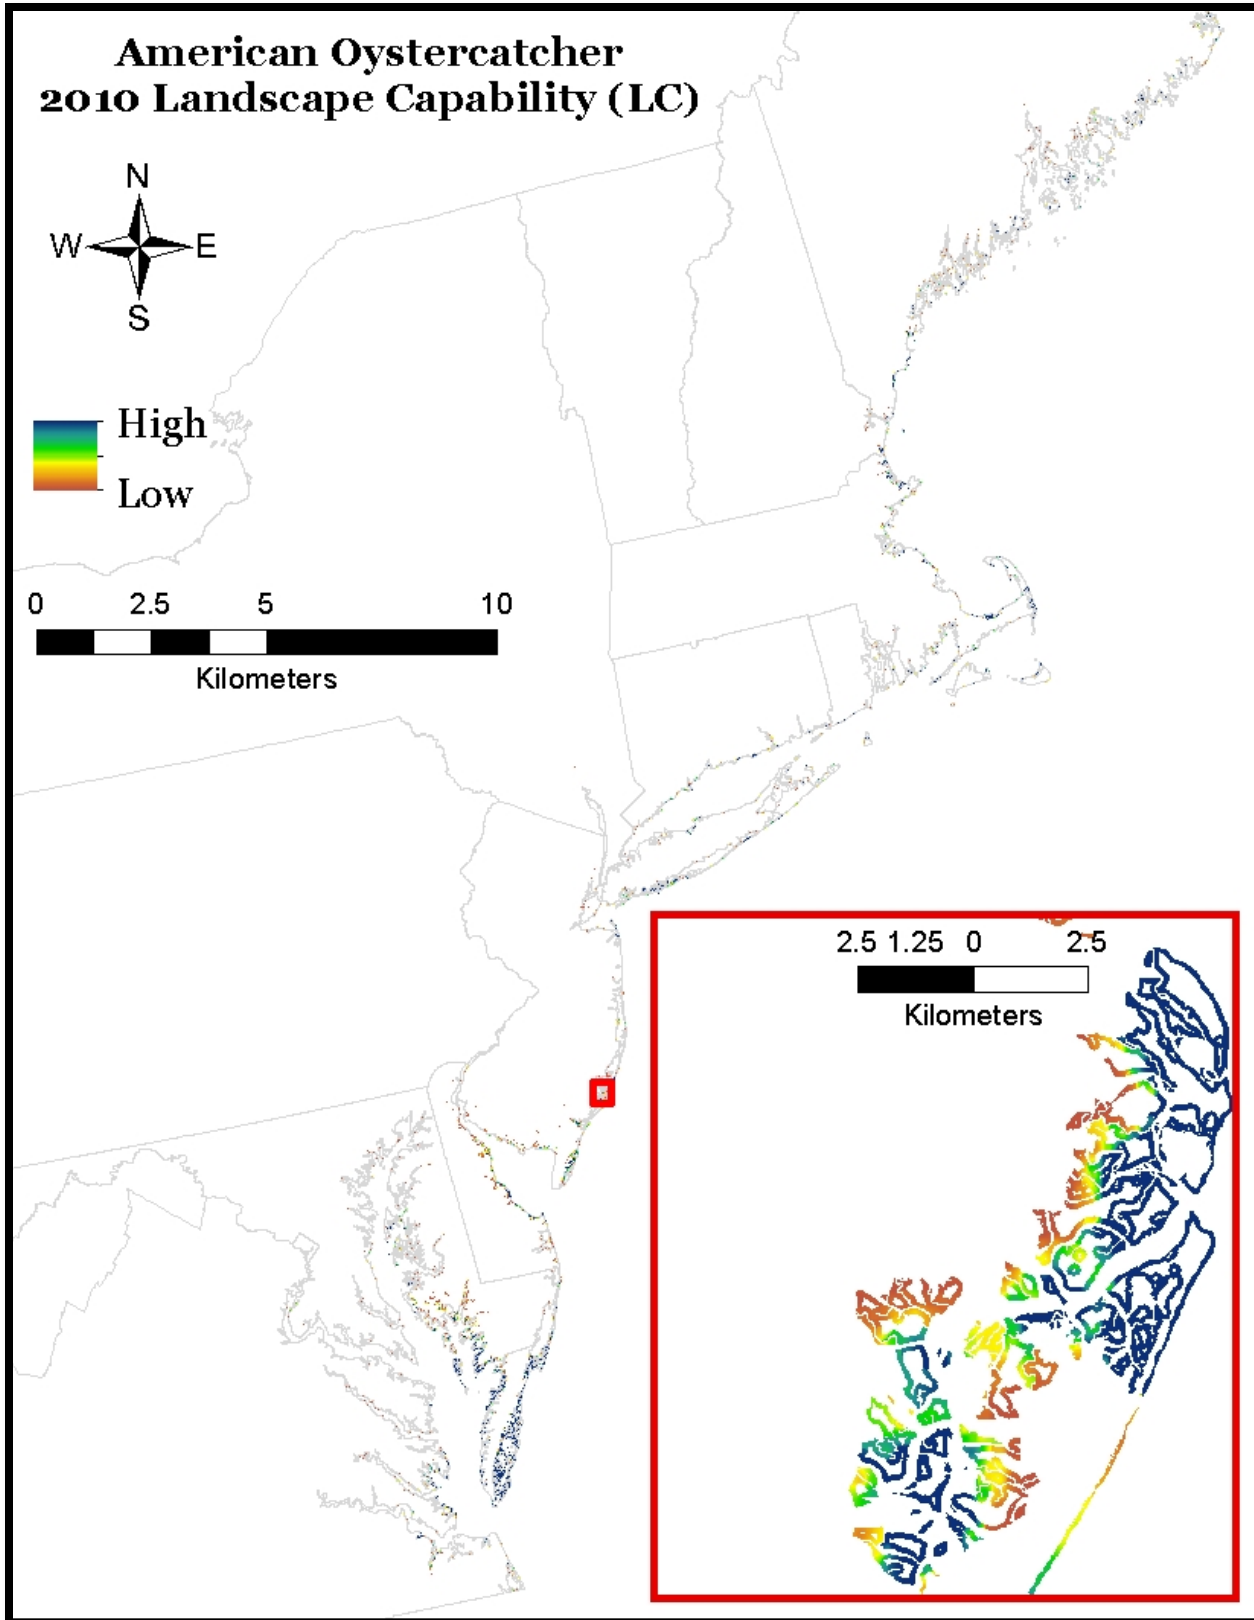 American Oystercatcher
2010 Landscape Capability (LC)
N
W E
S
High
Low
0 2.5 5 10
Kilometers
2.5 1.25 0 2.5
Kilometers